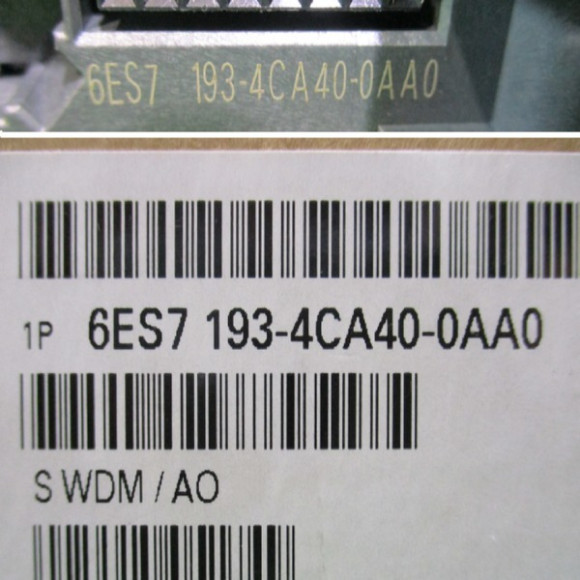 6ES7 193-4CA40-0AA0
1P 6ES7 193-4CA40-0AA0
S WDM / AO